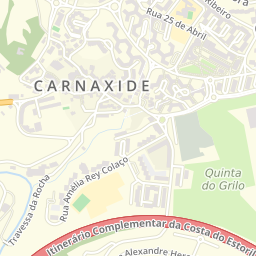 Rua 25 de Abril
Ribeiro
CARNAXIDE
Quinta
do Grilo
Rua Amélia Rey Colaço
Travessa da Rocha
Itinerário Complementar da Costa do Estoril
e Alexandre Her